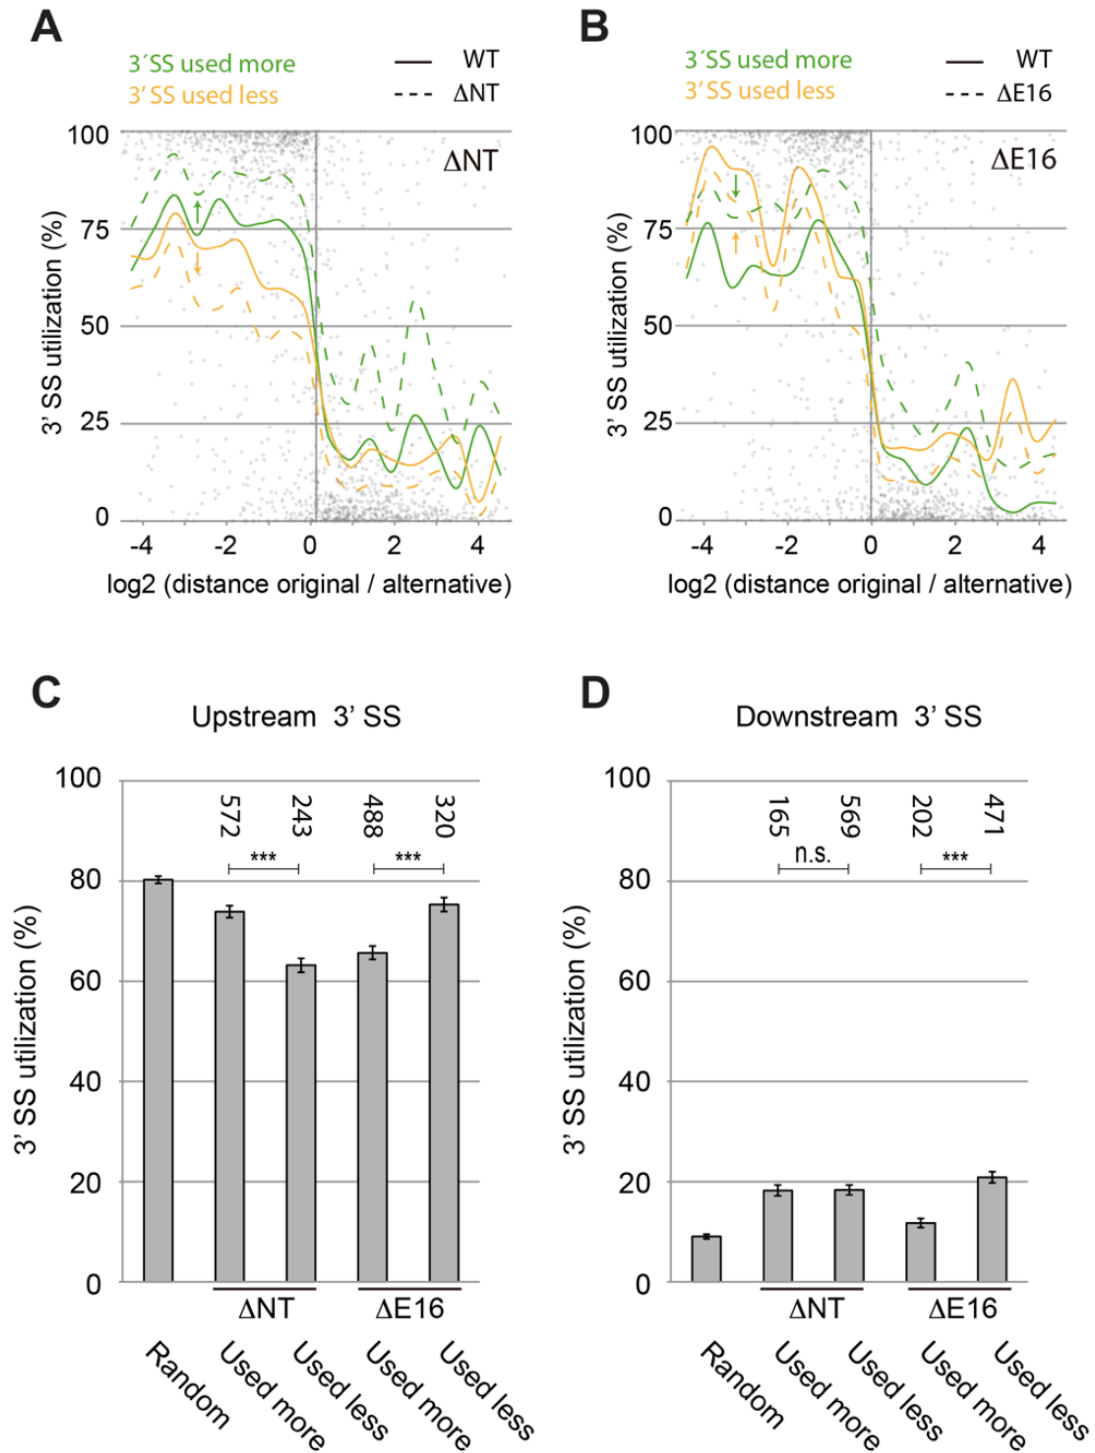 A
3´SS used more
3’ SS used less
WT
ΔNT
ΔNT
100
75
50
25
0
3’ SS utilization (%)
-4
-2
0
2
4
log2 (distance original / alternative)
B
3´SS used more
3’ SS used less
WT
ΔE16
ΔE16
100
75
50
25
0
3’ SS utilization (%)
-4
-2
0
2
4
log2 (distance original / alternative)
C
Upstream 3’ SS
100
80
60
40
20
0
3’ SS utilization (%)
572
243
488
320
***
***
ΔNT
ΔE16
Random
Used more
Used less
Used more
Used less
D
Downstream 3’ SS
100
80
60
40
20
0
3’ SS utilization (%)
165
569
202
471
n.s.
***
ΔNT
ΔE16
Random
Used more
Used less
Used more
Used less